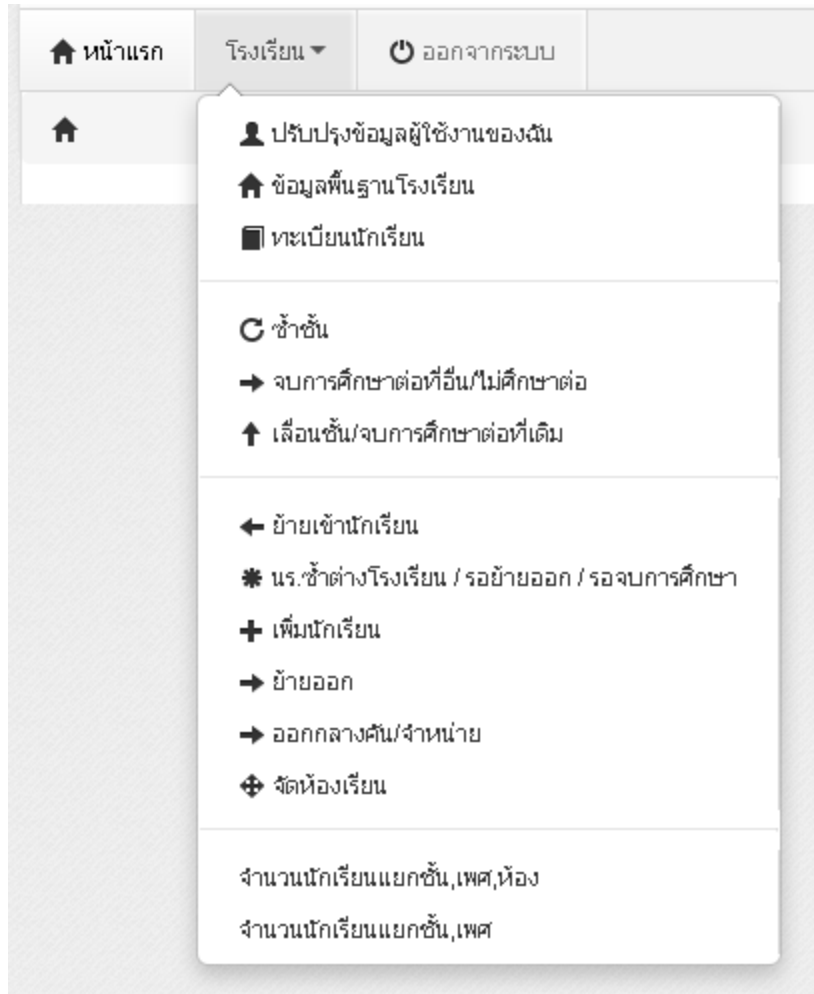 หน้าแรก โรงเรียน ออกจากระบบ
ปรับปรุงข้อมูลผู้ใช้งานของฉัน
ข้อมูลพื้นฐานโรงเรียน
ทะเบียนนักเรียน
ซ้ำชั้น
จบการศึกษาต่อที่อื่น/ไม่ศึกษาต่อ
เลื่อนชั้น/จบการศึกษาต่อที่เดิม
ย้ายเข้านักเรียน
นร.ซ้ำต่างโรงเรียน / รอย้ายออก / รอจบการศึกษา
เพิ่มนักเรียน
ย้ายออก
ออกกลางคัน/จำหน่าย
จัดห้องเรียน
จำนวนนักเรียนแยกชั้น,เพศ,ห้อง
จำนวนนักเรียนแยกชั้น,เพศ